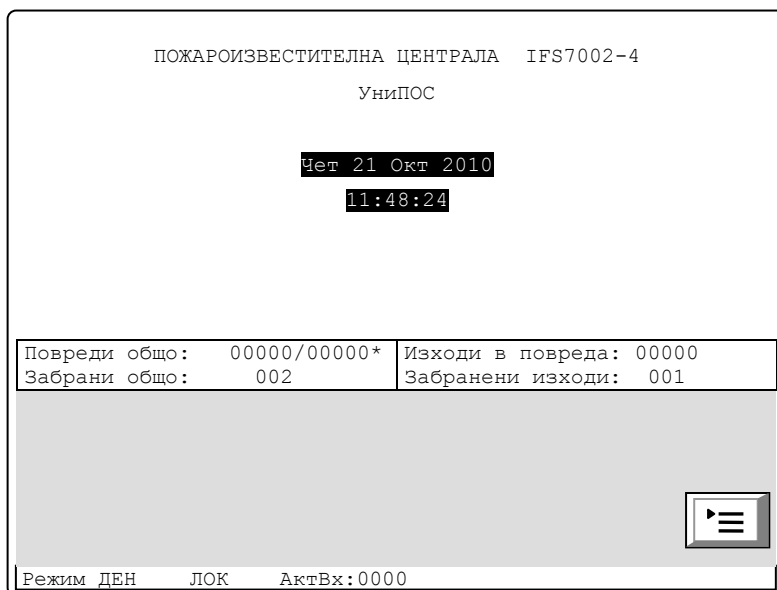 ПОЖАРОИЗВЕСТИТЕЛНА ЦЕНТРАЛА IFS7002-4
УниПОС
Чет 21 Окт 2010
11:48:24
Повреди общо: 00000/00000* Изходи в повреда: 00000
Забрани общо: 002 Забранени изходи: 001
Режим ДЕН ЛОК АктВх:0000